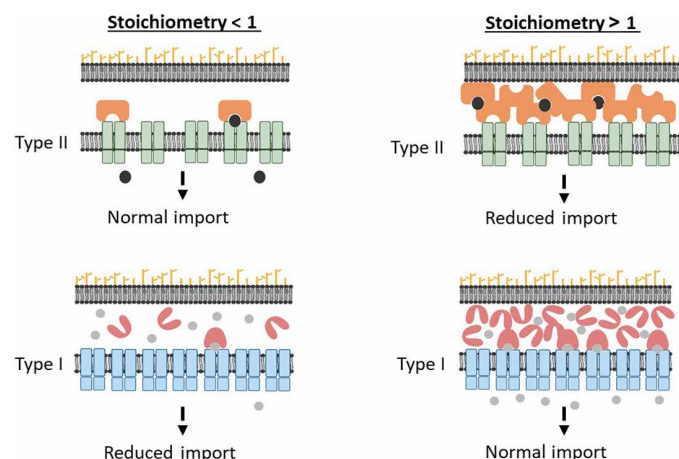 Stoichiometry < 1
Stoichiometry > 1
Type II
Normal import
Type II
Reduced import
Type I
Reduced import
Type I
Normal import